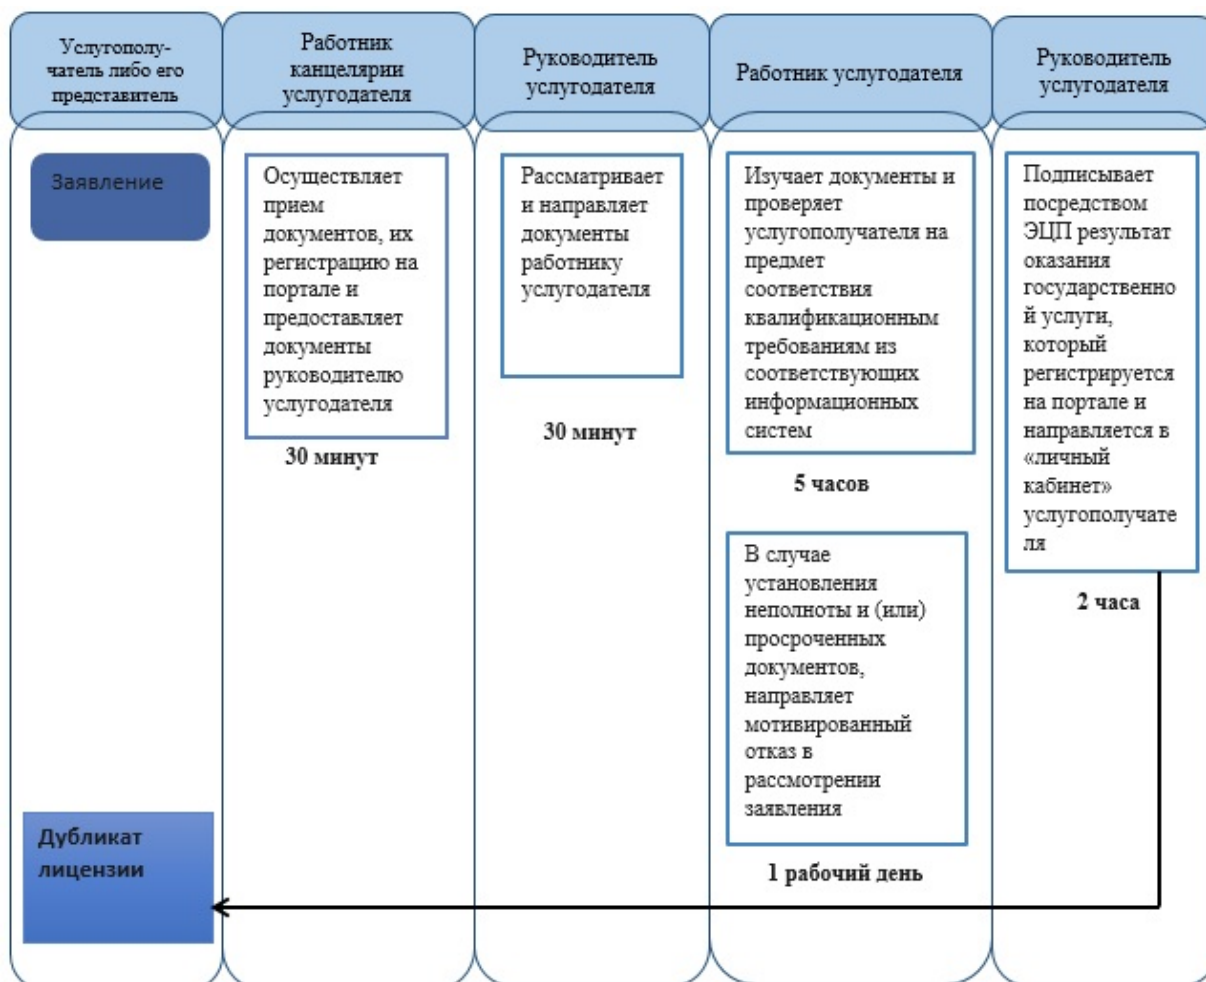 Услугополу-
чатель либо его
представитель
Работник
канцелярии
услугодателя
Руководитель
услугодателя
Работник услугодателя
Руководитель
услугодателя
Заявление
Осуществляет
прием
документов, их
регистрацию на
портале и
предоставляет
документы
руководителю
услугодателя
30 минут
Рассматривает
и направляет
документы
работнику
услугодателя
30 минут
Изучает документы и
проверяет
услугополучателя на
предмет
соответствия
квалификационным
требованиям из
соответствующих
информационных
систем
5 часов
В случае
установления
неполноты и (или)
просроченных
документов,
направляет
мотивированный
отказ в
рассмотрении
заявления
1 рабочий день
Подписывает
посредством
ЭЦП результат
оказания
государственно
й услуги,
который
регистрируется
на портале и
направляется в
«личный
кабинет»
услугополучате
ля
2 часа
Дубликат
лицензии